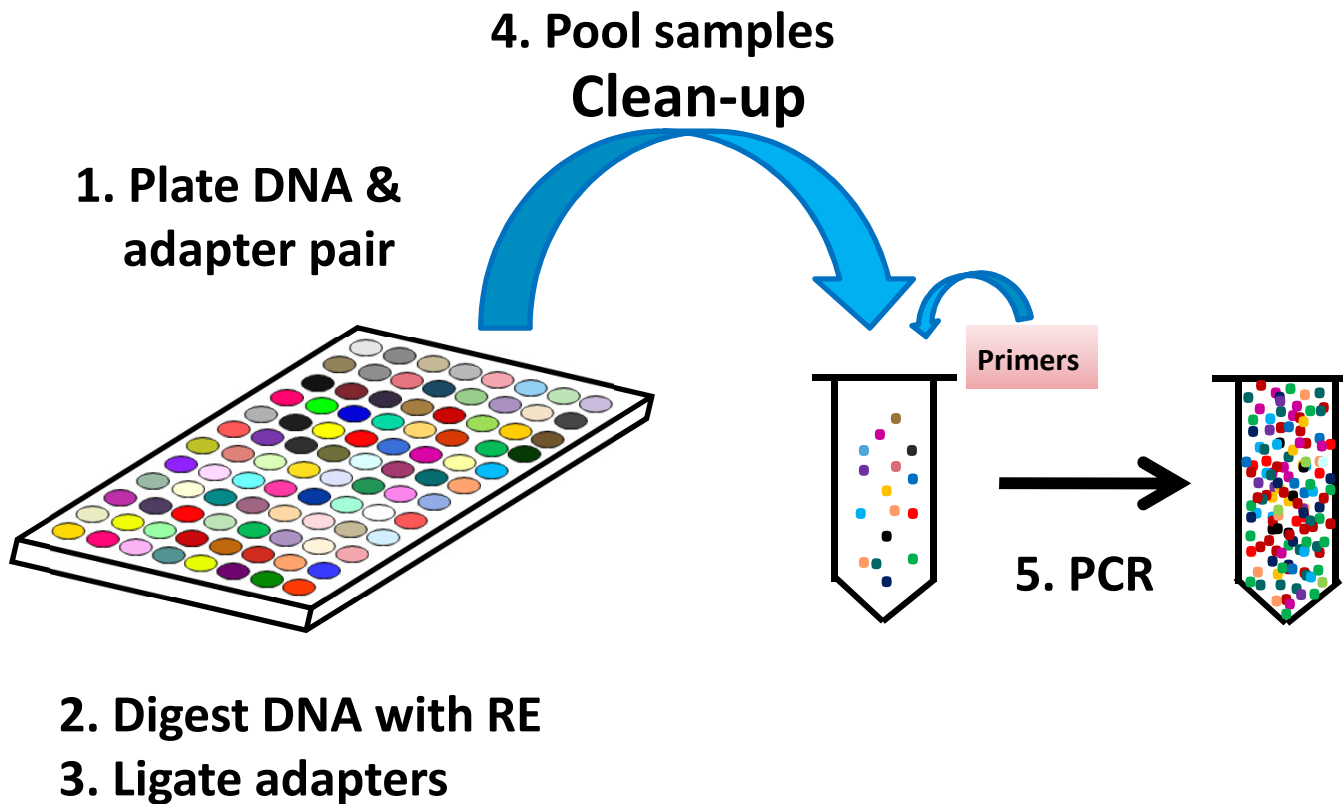 4. Pool samples
Clean-up
1. Plate DNA &
adapter pair
Primers
5. PCR
2. Digest DNA with RE
3. Ligate adapters